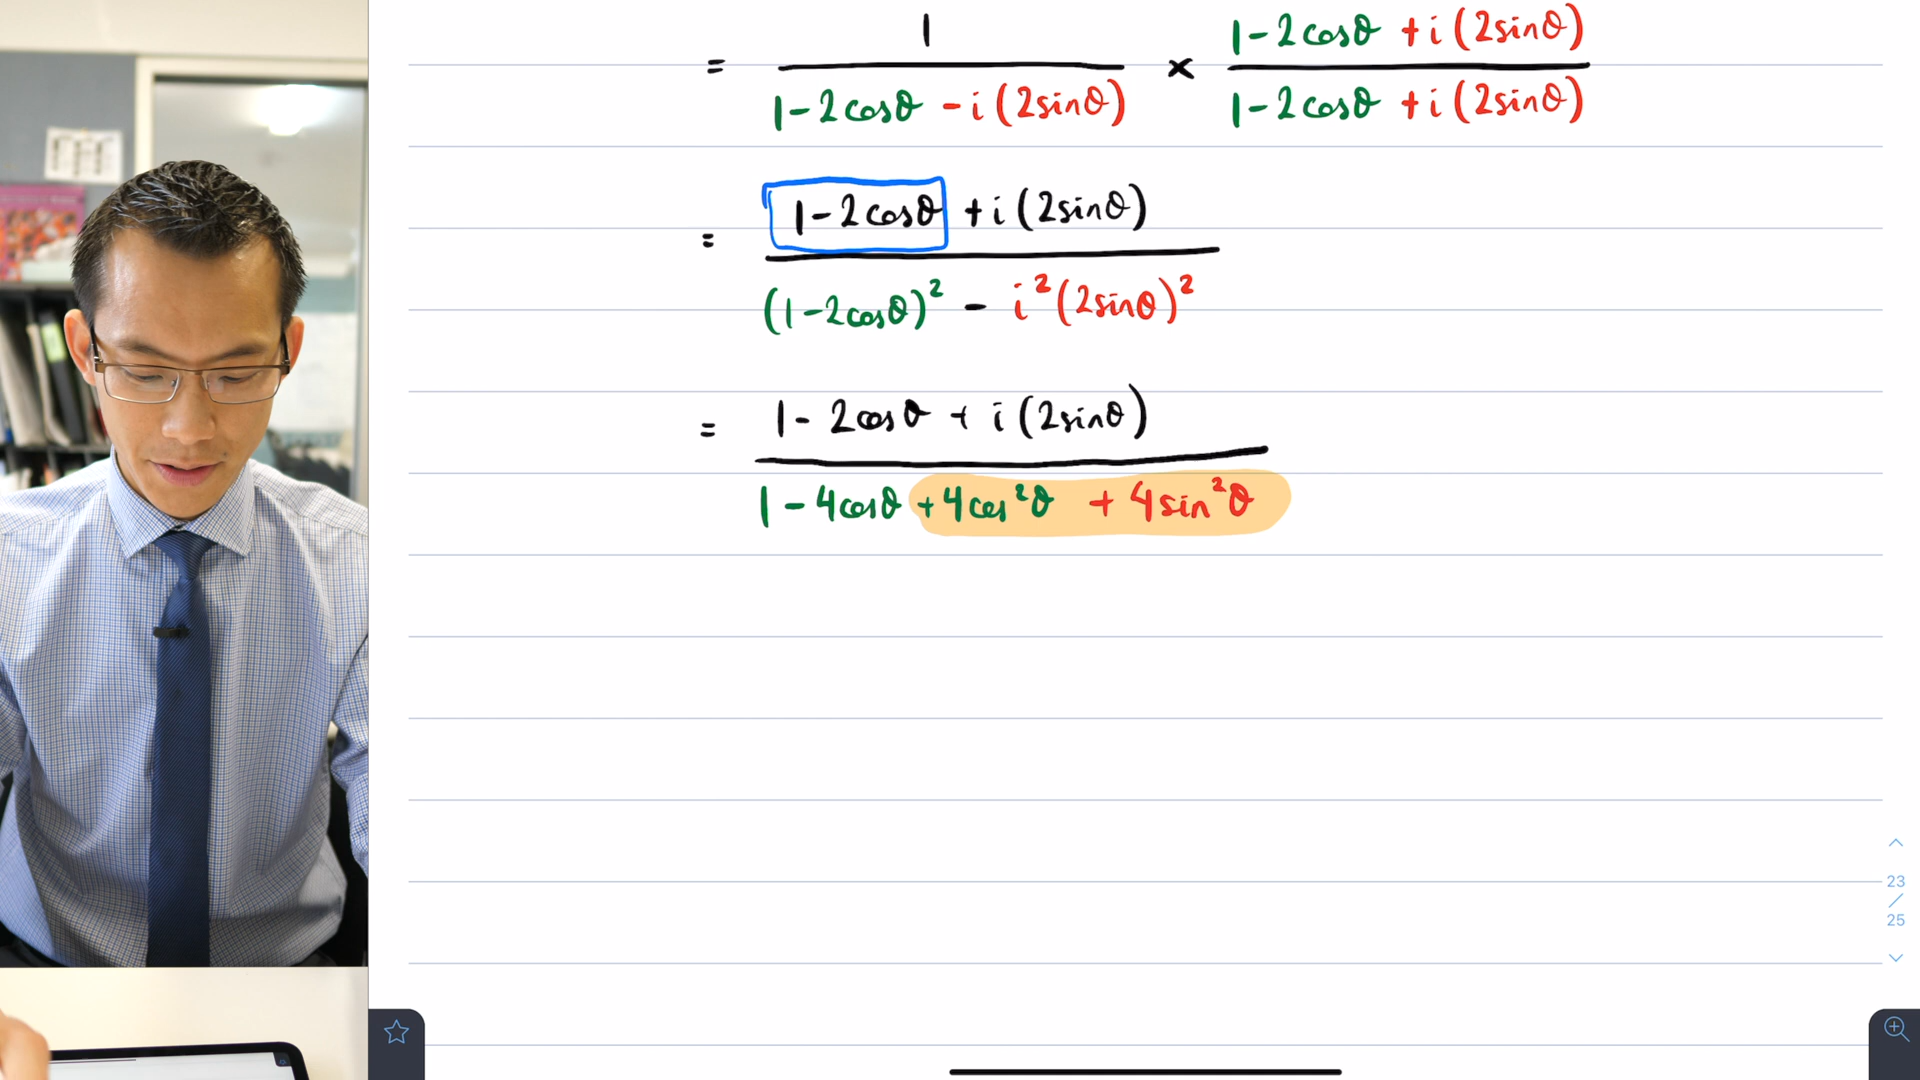 = 1 / 1-2cosθ - i(2sinθ) × 1-2cosθ + i(2sinθ) / 1-2cosθ + i(2sinθ)
= 1-2cosθ + i(2sinθ) / (1-2cosθ)² - i²(2sinθ)²
= 1-2cosθ + i(2sinθ) / 1-4cosθ+4cos²θ + 4sin²θ
23
/
25